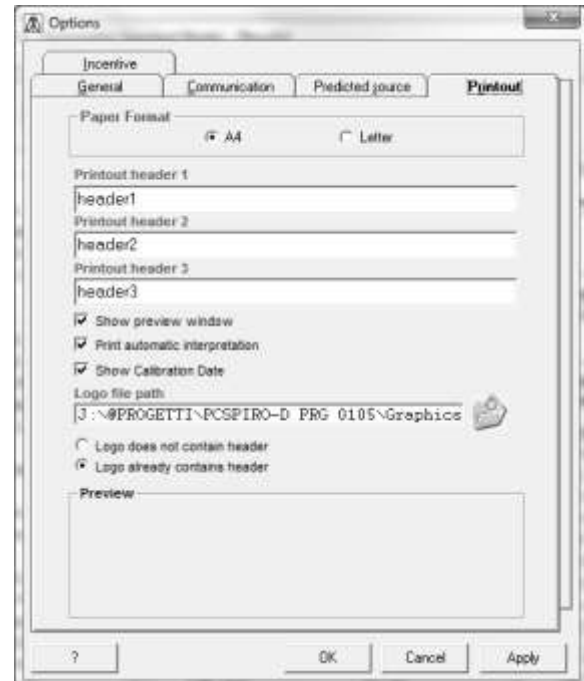 Options
Incentive
General Communication Predicted source Printout
Paper Format
A4 Letter
Printout header 1
header1
Printout header 2
header2
Printout header 3
header3
Show preview window
Print automatic interpretation
Show Calibration Date
Logo file path
J:\@PROGETTI\PCSPIRO-D PRG 0105\Graphics
Logo does not contain header
Logo already contains header
Preview
? OK Cancel Apply